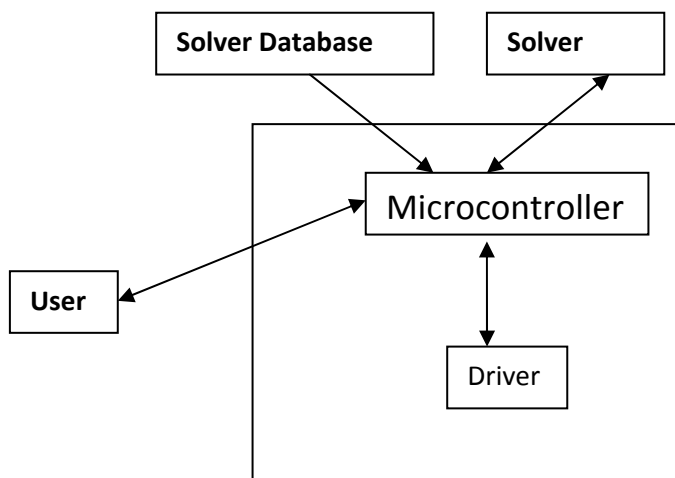 Solver Database
Solver
Microcontroller
User
Driver